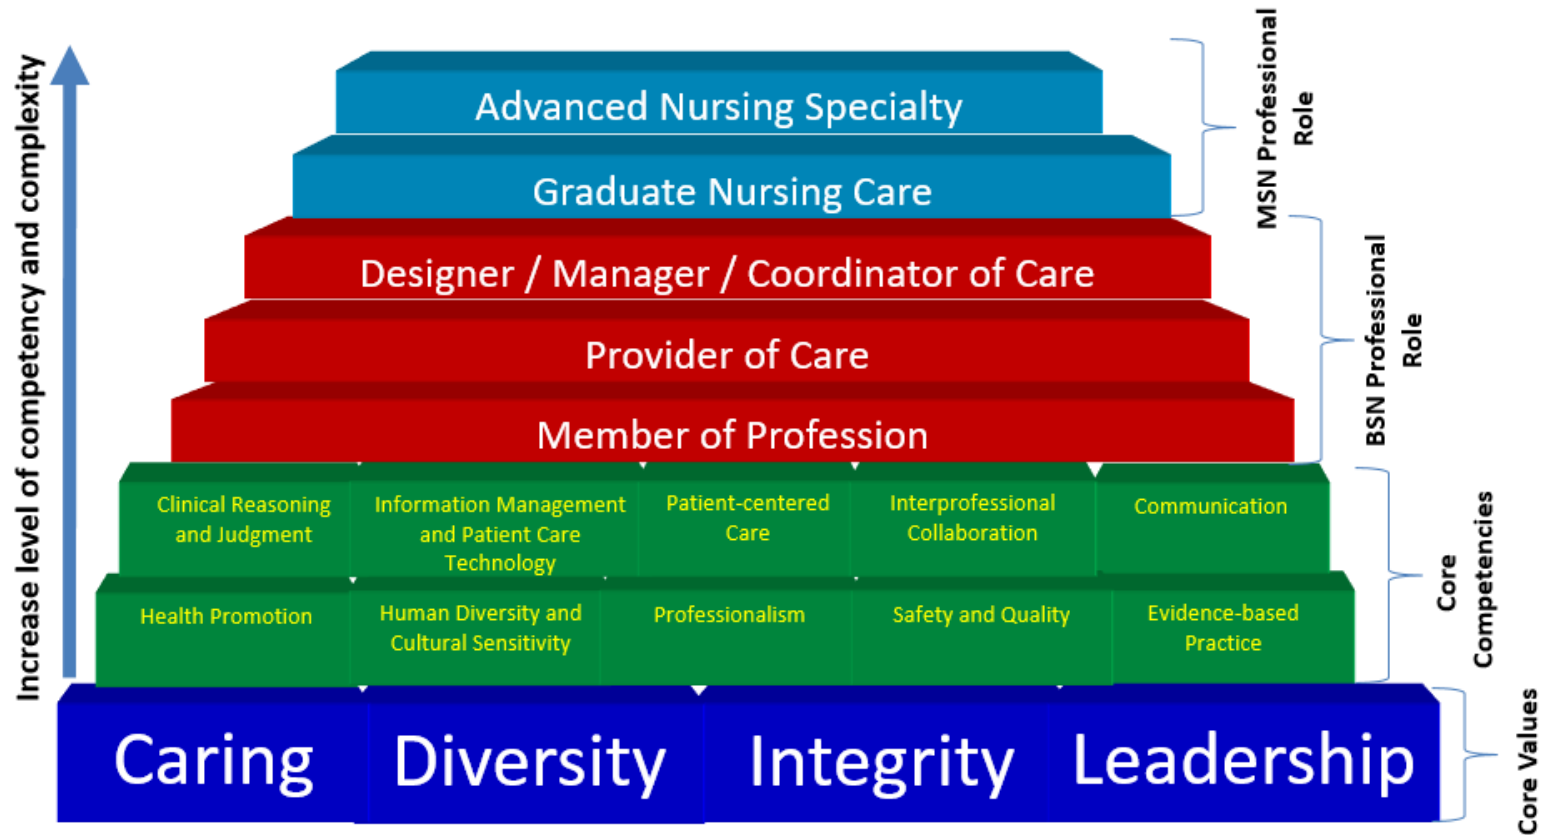 Increase level of competency and complexity
Advanced Nursing Specialty
Graduate Nursing Care
MSN Professional
Role
Designer / Manager / Coordinator of Care
Provider of Care
Member of Profession
BSN Professional
Role
Clinical Reasoning
and Judgment
Information Management
and Patient Care
Technology
Patient-centered
Care
Interprofessional
Collaboration
Communication
Health Promotion
Human Diversity and
Cultural Sensitivity
Professionalism
Safety and Quality
Evidence-based
Practice
Core
Competencies
Caring
Diversity
Integrity
Leadership
Core Values